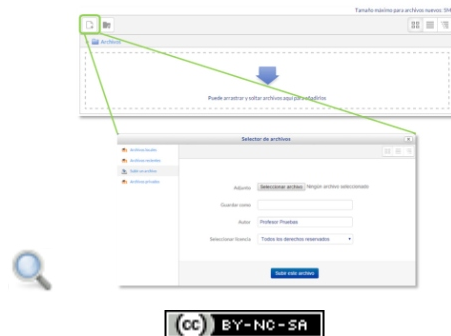 Tamaño máximo para archivos nuevos:
Archivos
Puede arrastrar y soltar archivos aquí para añadirlos
Selector de archivos
Archivos locales
Archivos recientes
Subir un archivo
Archivos privados
Adjunto
Seleccionar archivo Ningún archivo seleccionado
Guardar como
Autor
Profesor Pruebas
Seleccionar licencia
Todos los derechos reservados
Subir este archivo
(cc) BY-NC-SA